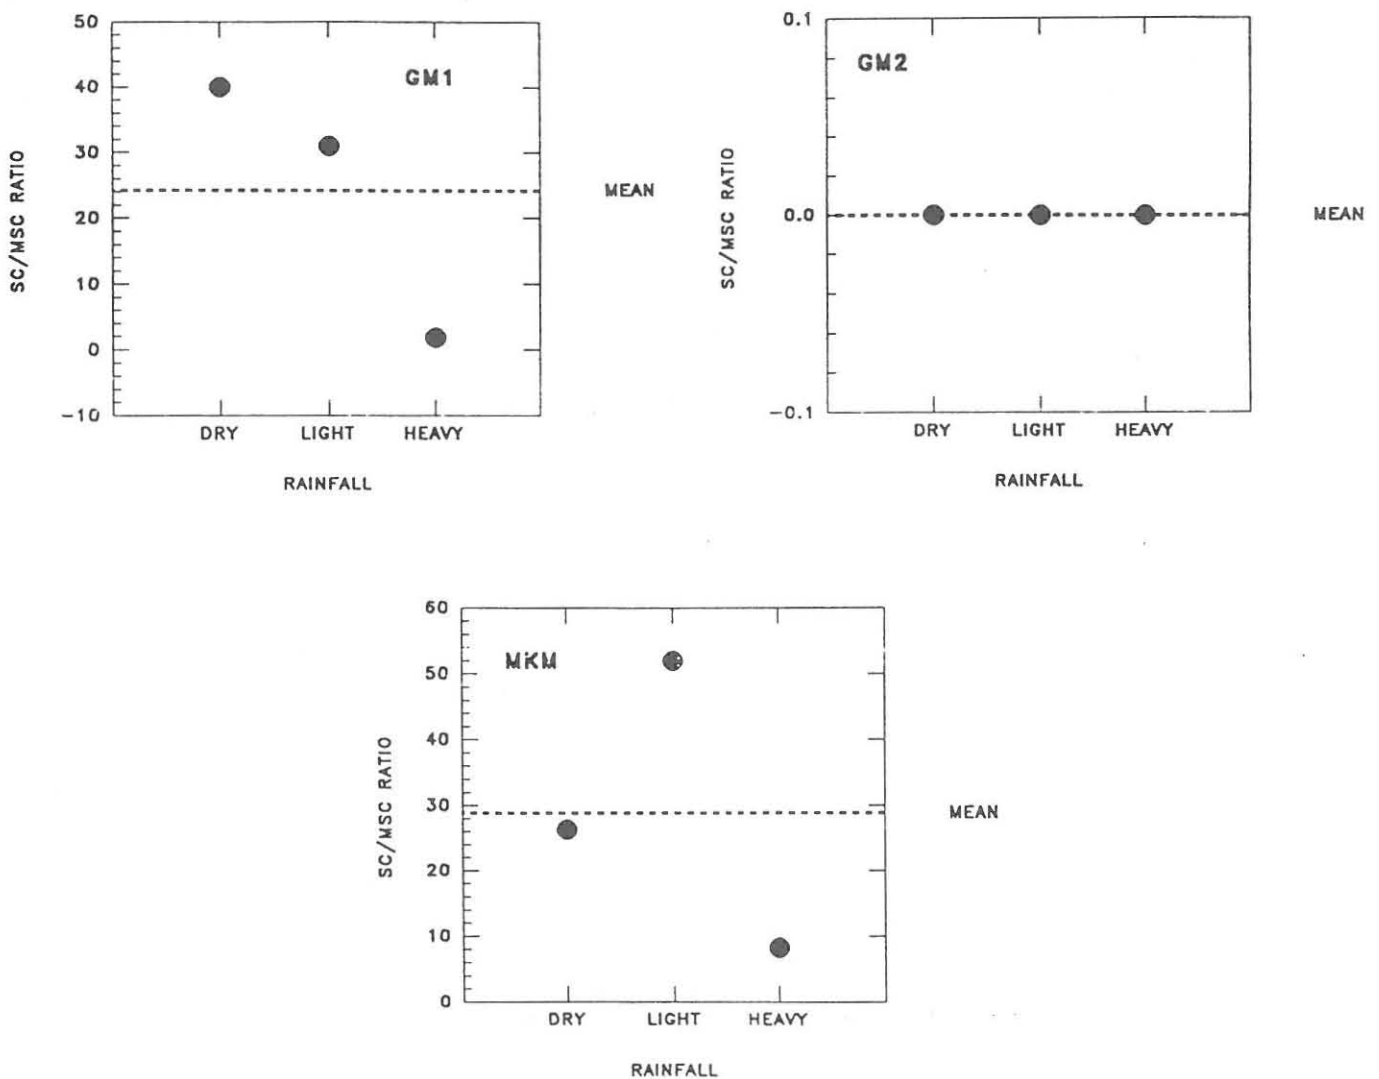 50
40
30
20
10
0
-10
SC/MSC RATIO
GM1
MEAN
DRY LIGHT HEAVY
RAINFALL
0.1
0.0
-0.1
SC/MSC RATIO
GM2
MEAN
DRY LIGHT HEAVY
RAINFALL
60
50
40
30
20
10
0
SC/MSC RATIO
MKM
MEAN
DRY LIGHT HEAVY
RAINFALL